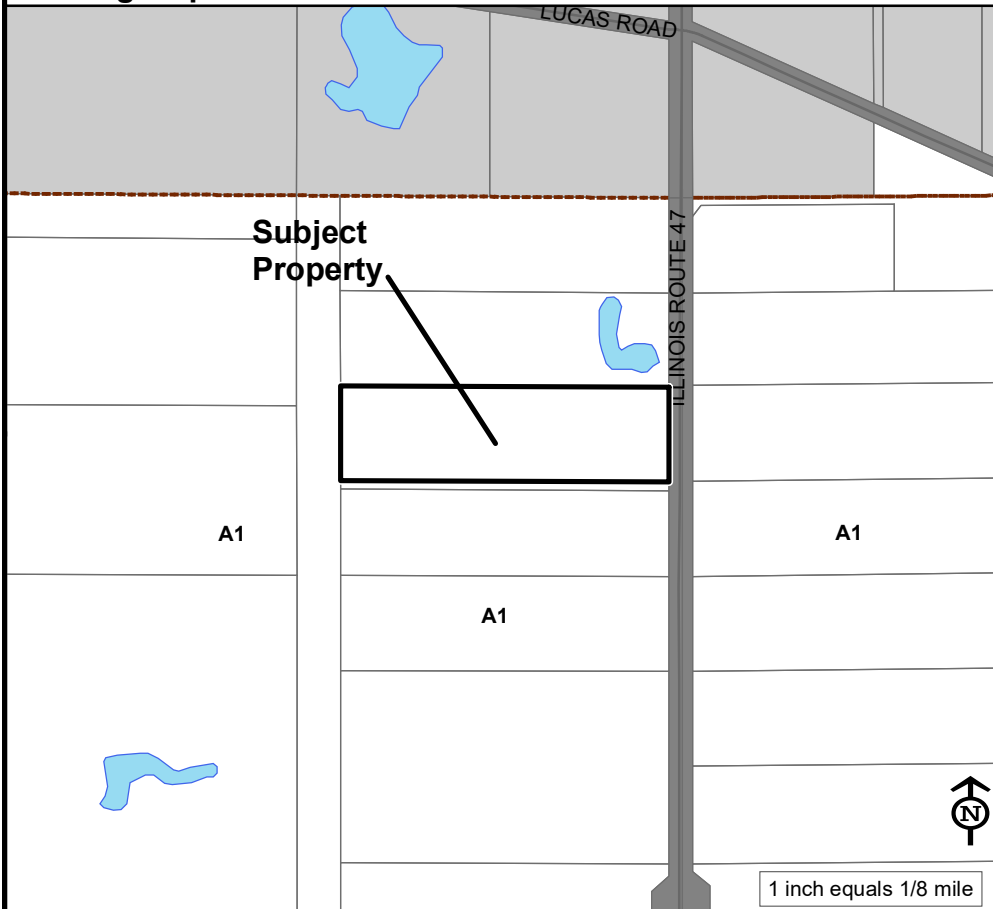 LUCAS ROAD
Subject
Property
ILLINOIS ROUTE 47
A1
A1
A1
N
1 inch equals 1/8 mile